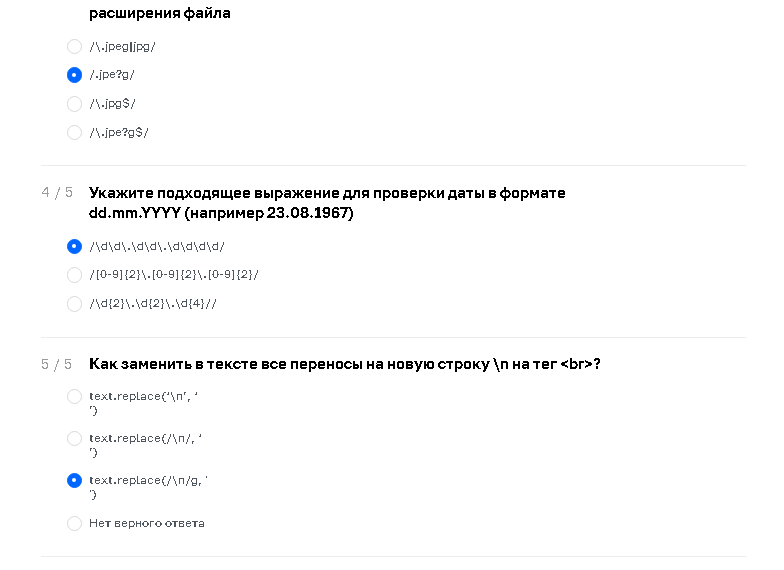 расширения файла
/\.jpeg|jpg/
/.jpe?g/
/\.jpg$/
/\.jpe?g$/
4 / 5
Укажите подходящее выражение для проверки даты в формате
dd.mm.YYYY (например 23.08.1967)
/\d\d\.\d\d\.\d\d\d\d/
/[0-9]{2}\.[0-9]{2}\.[0-9]{2}/
/\d{2}\.\d{2}\.\d{4}//
5 / 5
Как заменить в тексте все переносы на новую строку \n на тег <br>?
text.replace(‘\n’, ‘
’)
text.replace(/\n/, ‘
’)
text.replace(/\n/g, '
')
Нет верного ответа